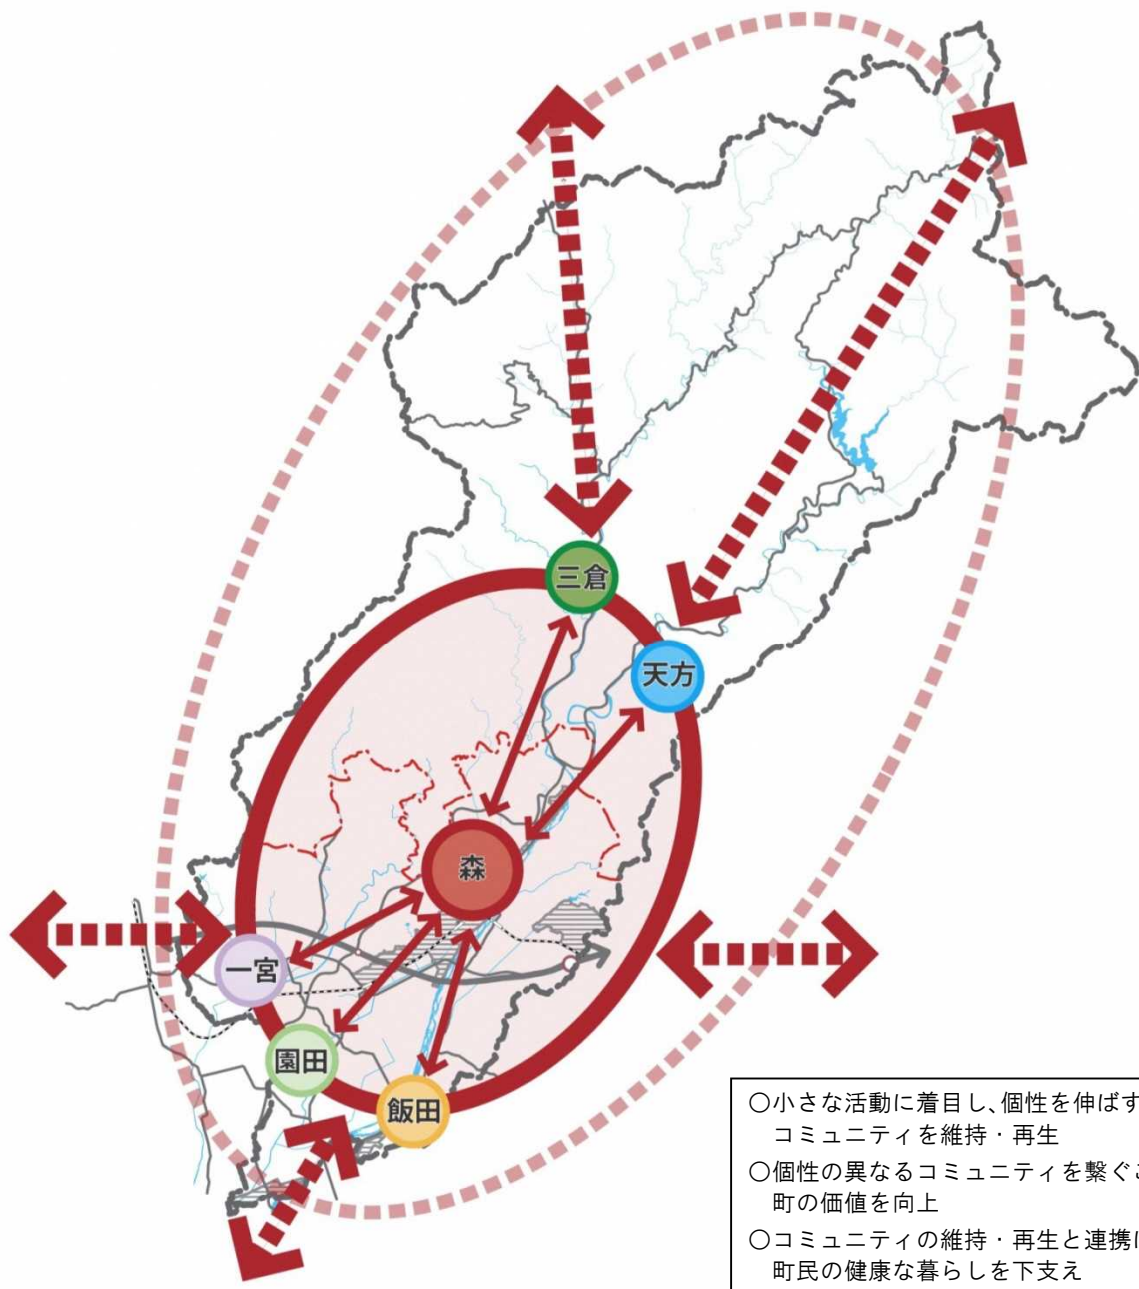 三倉
天方
森
一宮
園田
飯田
〇小さな活動に着目し、個性を伸ばす
コミュニティを維持・再生
〇個性の異なるコミュニティを繋ぐ
町の価値を向上
〇コミュニティの維持・再生と連携
町民の健康な暮らしを下支え